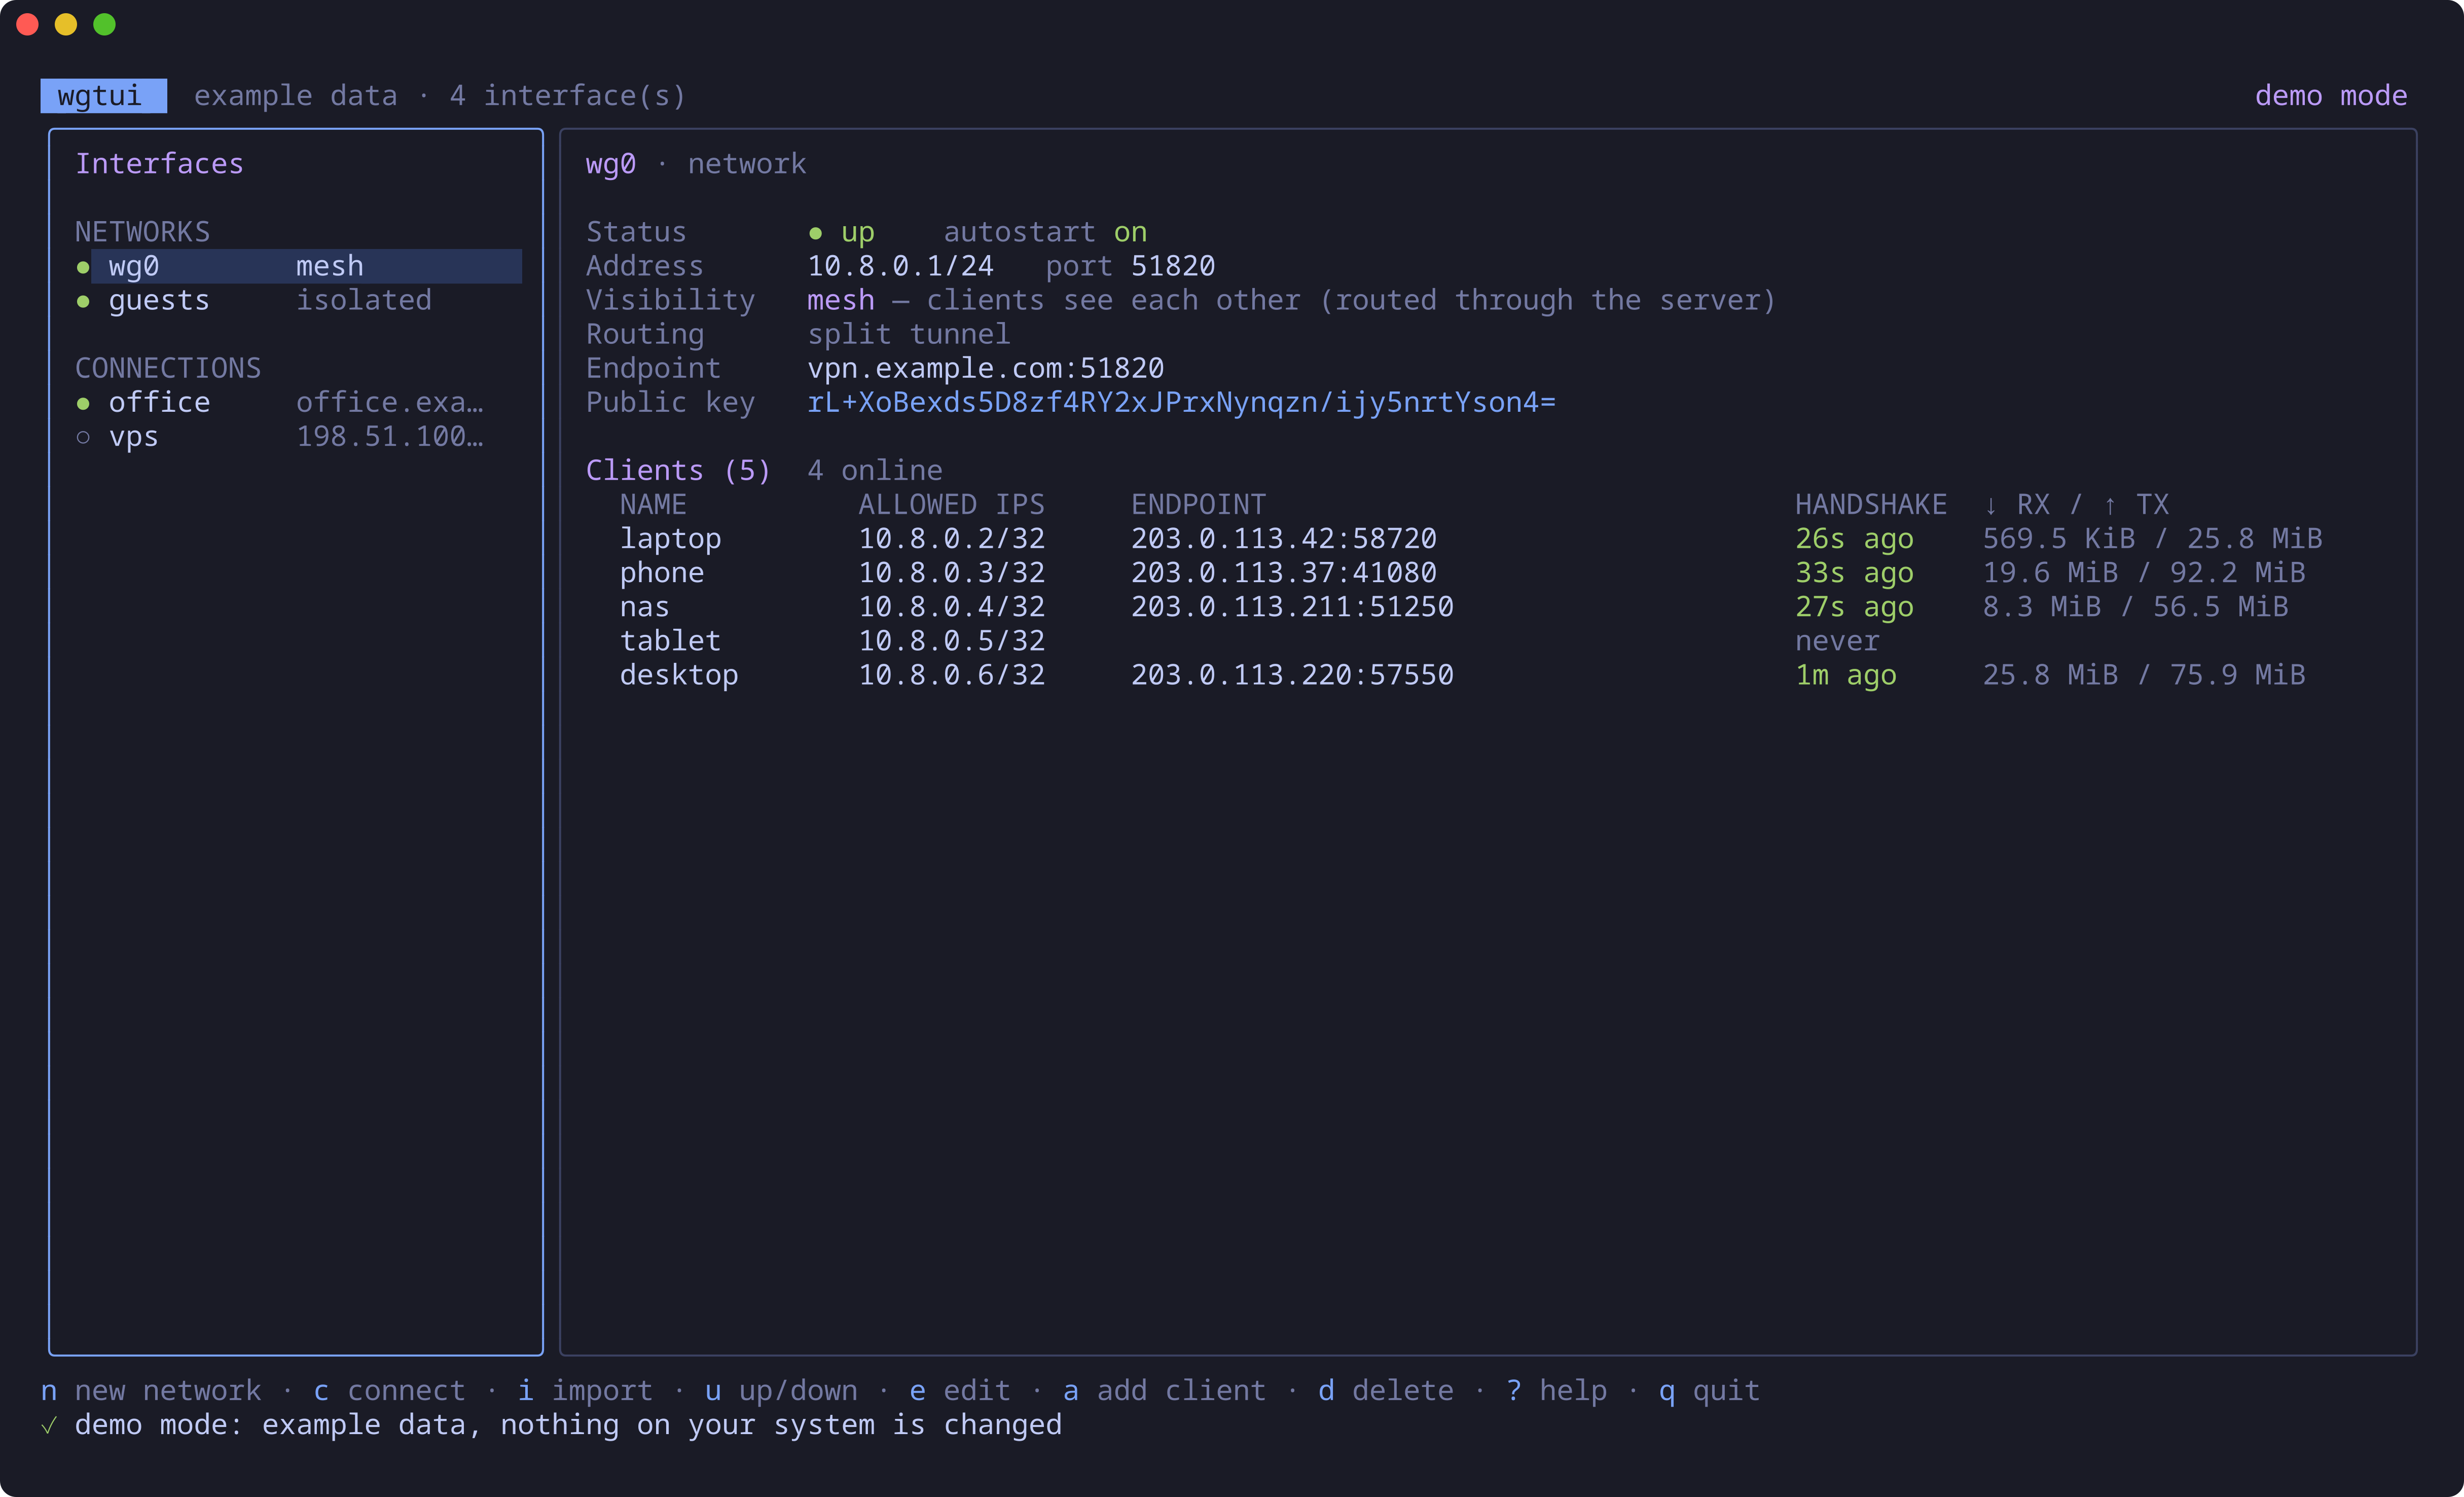 wgtui example data · 4 interface(s) demo mode
Interfaces
NETWORKS
● wg0 mesh
● guests isolated
CONNECTIONS
● office office.exa…
○ vps 198.51.100…
wg0 · network
Status ● up autostart on
Address 10.8.0.1/24 port 51820
Visibility mesh — clients see each other (routed through the server)
Routing split tunnel
Endpoint vpn.example.com:51820
Public key rL+XoBexds5D8zf4RY2xJPrxNynqzn/ijy5nrtYson4=
Clients (5) 4 online
NAME ALLOWED IPS ENDPOINT HANDSHAKE ↓ RX / ↑ TX
laptop 10.8.0.2/32 203.0.113.42:58720 26s ago 569.5 KiB / 25.8 MiB
phone 10.8.0.3/32 203.0.113.37:41080 33s ago 19.6 MiB / 92.2 MiB
nas 10.8.0.4/32 203.0.113.211:51250 27s ago 8.3 MiB / 56.5 MiB
tablet 10.8.0.5/32 never
desktop 10.8.0.6/32 203.0.113.220:57550 1m ago 25.8 MiB / 75.9 MiB
n new network · c connect · i import · u up/down · e edit · a add client · d delete · ? help · q quit
✓ demo mode: example data, nothing on your system is changed